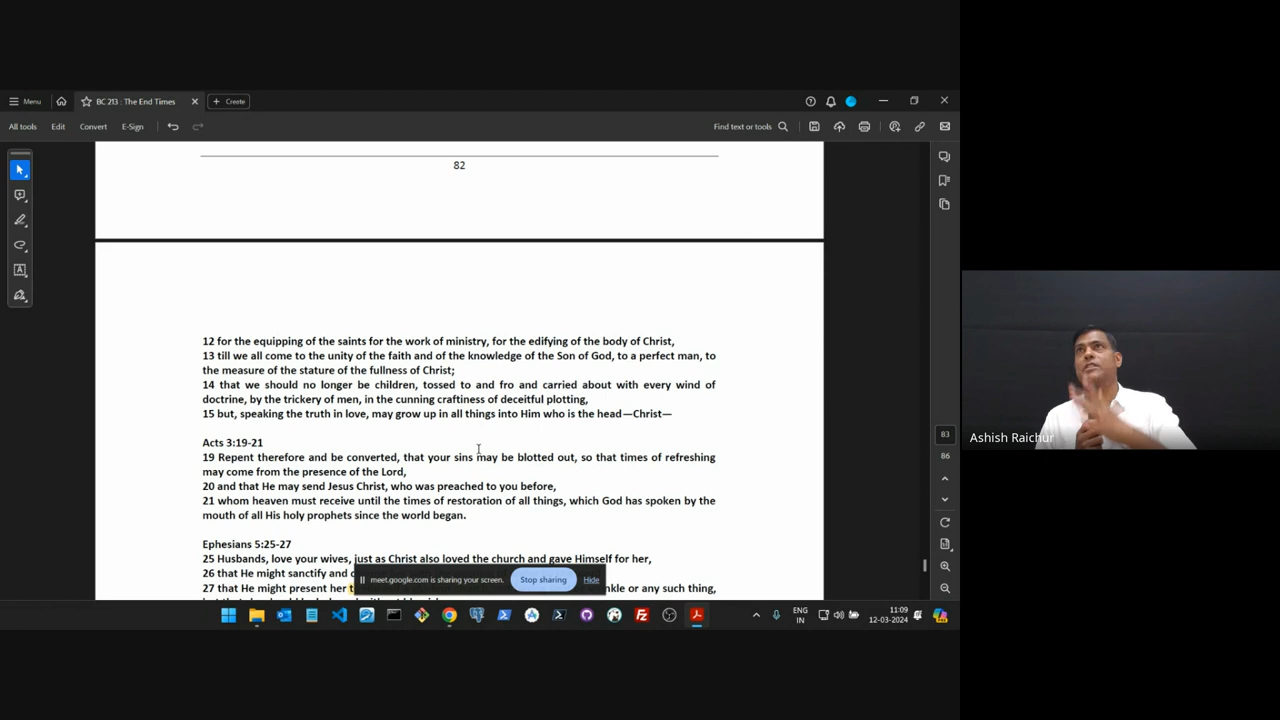 Menu
BC 213 : The End Times
Create
All tools
Edit
Convert
E-Sign
Find text or tools
82
12 for the equipping of the saints for the work of ministry, for the edifying of the body of Christ,
13 till we all come to the unity of the faith and of the knowledge of the Son of God, to a perfect man, to
the measure of the stature of the fullness of Christ;
14 that we should no longer be children, tossed to and fro and carried about with every wind of
doctrine, by the trickery of men, in the cunning craftiness of deceitful plotting,
15 but, speaking the truth in love, may grow up in all things into Him who is the head—Christ—
Acts 3:19-21
19 Repent therefore and be converted, that your sins may be blotted out, so that times of refreshing
may come from the presence of the Lord,
20 and that He may send Jesus Christ, who was preached to you before,
21 whom heaven must receive until the times of restoration of all things, which God has spoken by the
mouth of all His holy prophets since the world began.
Ephesians 5:25-27
25 Husbands, love your wives, just as Christ also loved the church and gave Himself for her,
26 that He might sanctify and
27 that He might present her or any such thing,
meet.google.com is sharing your screen.
Stop sharing
Hide
83
86
Ashish Raichur
ENG
IN
11:09
12-03-2024